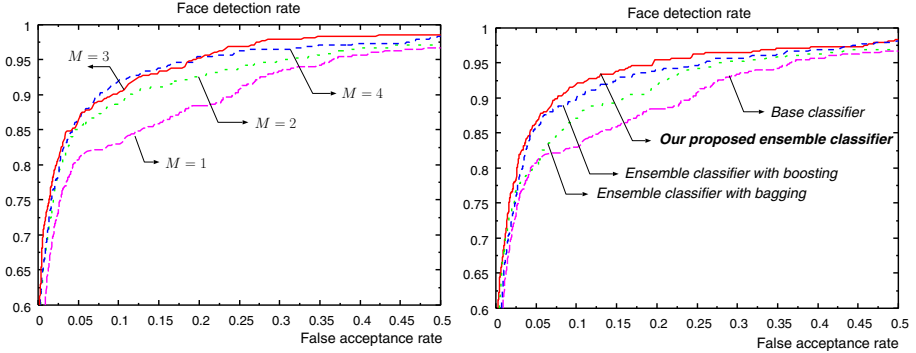 Face detection rate
1
0.95
0.9
0.85
0.8
0.75
0.7
0.65
0.6
M = 3
M = 4
M = 2
M = 1
0 0.05 0.1 0.15 0.2 0.25 0.3 0.35 0.4 0.45 0.5
False acceptance rate
Face detection rate
1
0.95
0.9
0.85
0.8
0.75
0.7
0.65
0.6
Base classifier
Our proposed ensemble classifier
Ensemble classifier with boosting
Ensemble classifier with bagging
0 0.05 0.1 0.15 0.2 0.25 0.3 0.35 0.4 0.45 0.5
False acceptance rate